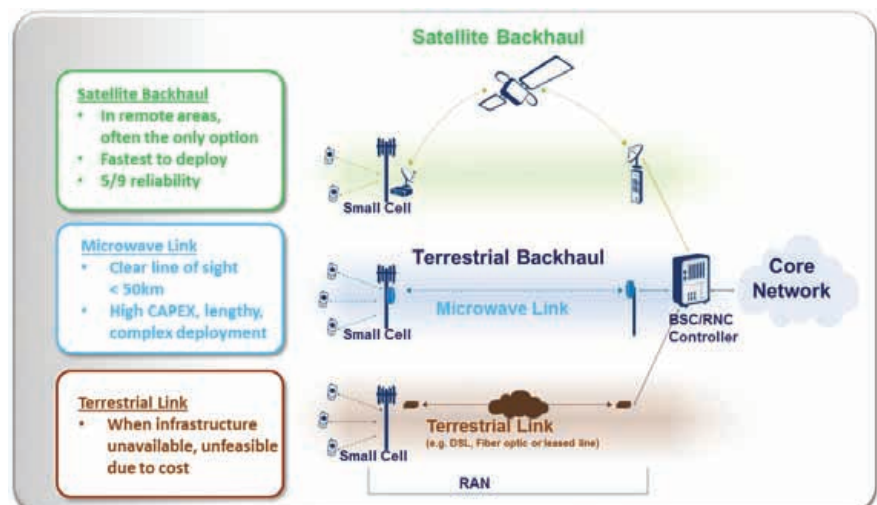 Satellite Backhaul
Satellite Backhaul
• In remote areas,
often the only option
• Fastest to deploy
• 5/9 reliability
Small Cell
Microwave Link
• Clear line of sight
< 50km
• High CAPEX, lengthy,
complex deployment
Terrestrial Backhaul
Microwave Link
Small Cell
BSC/RNC
Controller
Core
Network
Terrestrial Link
• When infrastructure
unavailable, unfeasible
due to cost
Terrestrial Link
(e.g. DSL, Fiber optic or leased line)
Small Cell
RAN